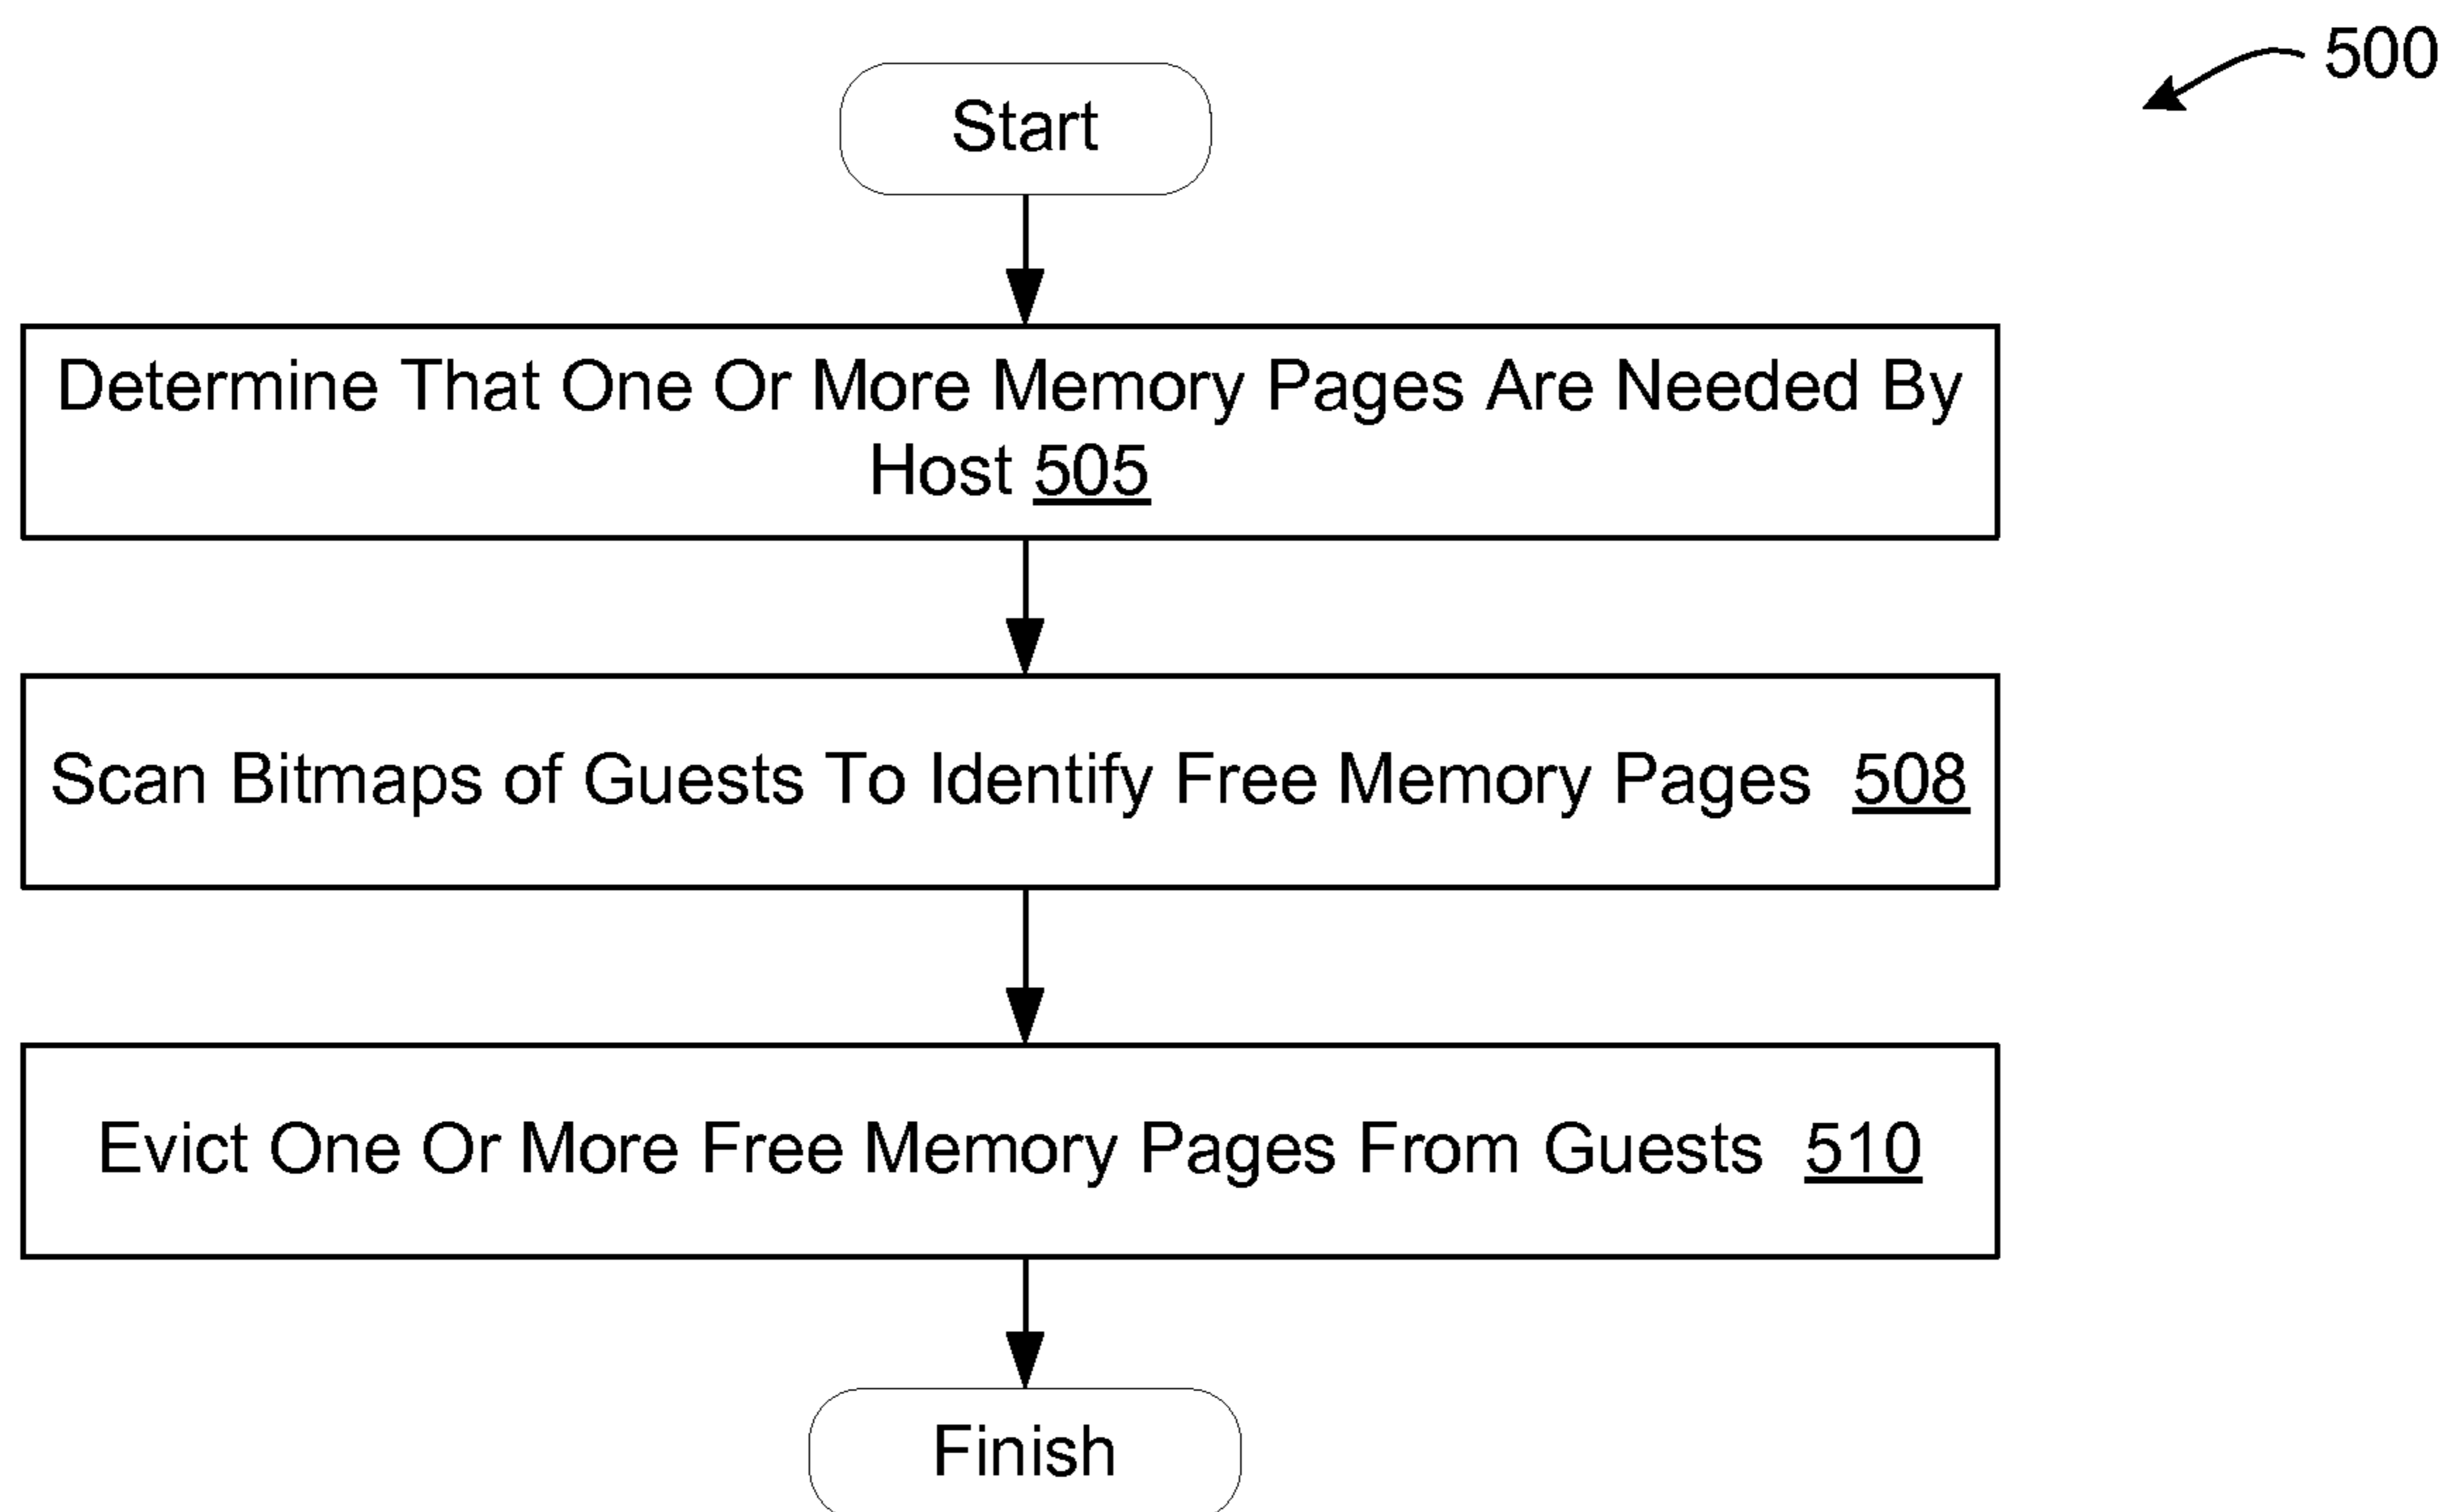 500
Start
Determine That One Or More Memory Pages Are Needed By
Host 505
Scan Bitmaps of Guests To Identify Free Memory Pages 508
Evict One Or More Free Memory Pages From Guests 510
Finish